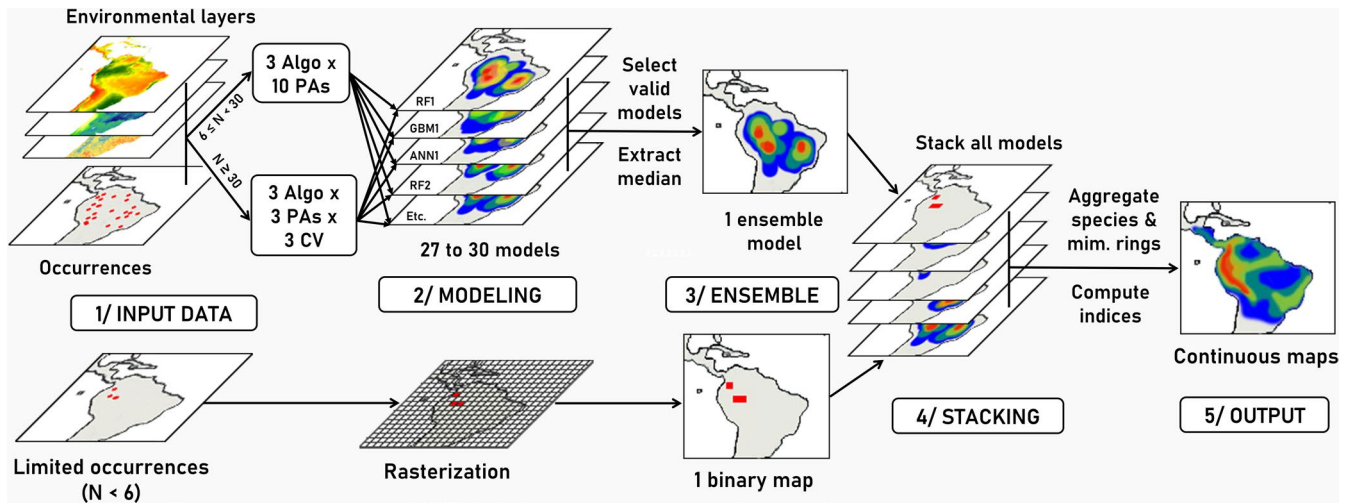 Environmental layers
6 ≤ N < 30
N ≥ 30
Occurrences
1/ INPUT DATA
3 Algo x
10 PAs
3 Algo x
3 PAs x
3 CV
RF1
GBM1
ANN1
RF2
Etc.
27 to 30 models
2/ MODELING
Select
valid
models
Extract
median
1 ensemble
model
3/ ENSEMBLE
Stack all models
4/ STACKING
Aggregate
species &
mim. rings
Compute
indices
Continuous maps
5/ OUTPUT
Limited occurrences
(N < 6)
Rasterization
1 binary map